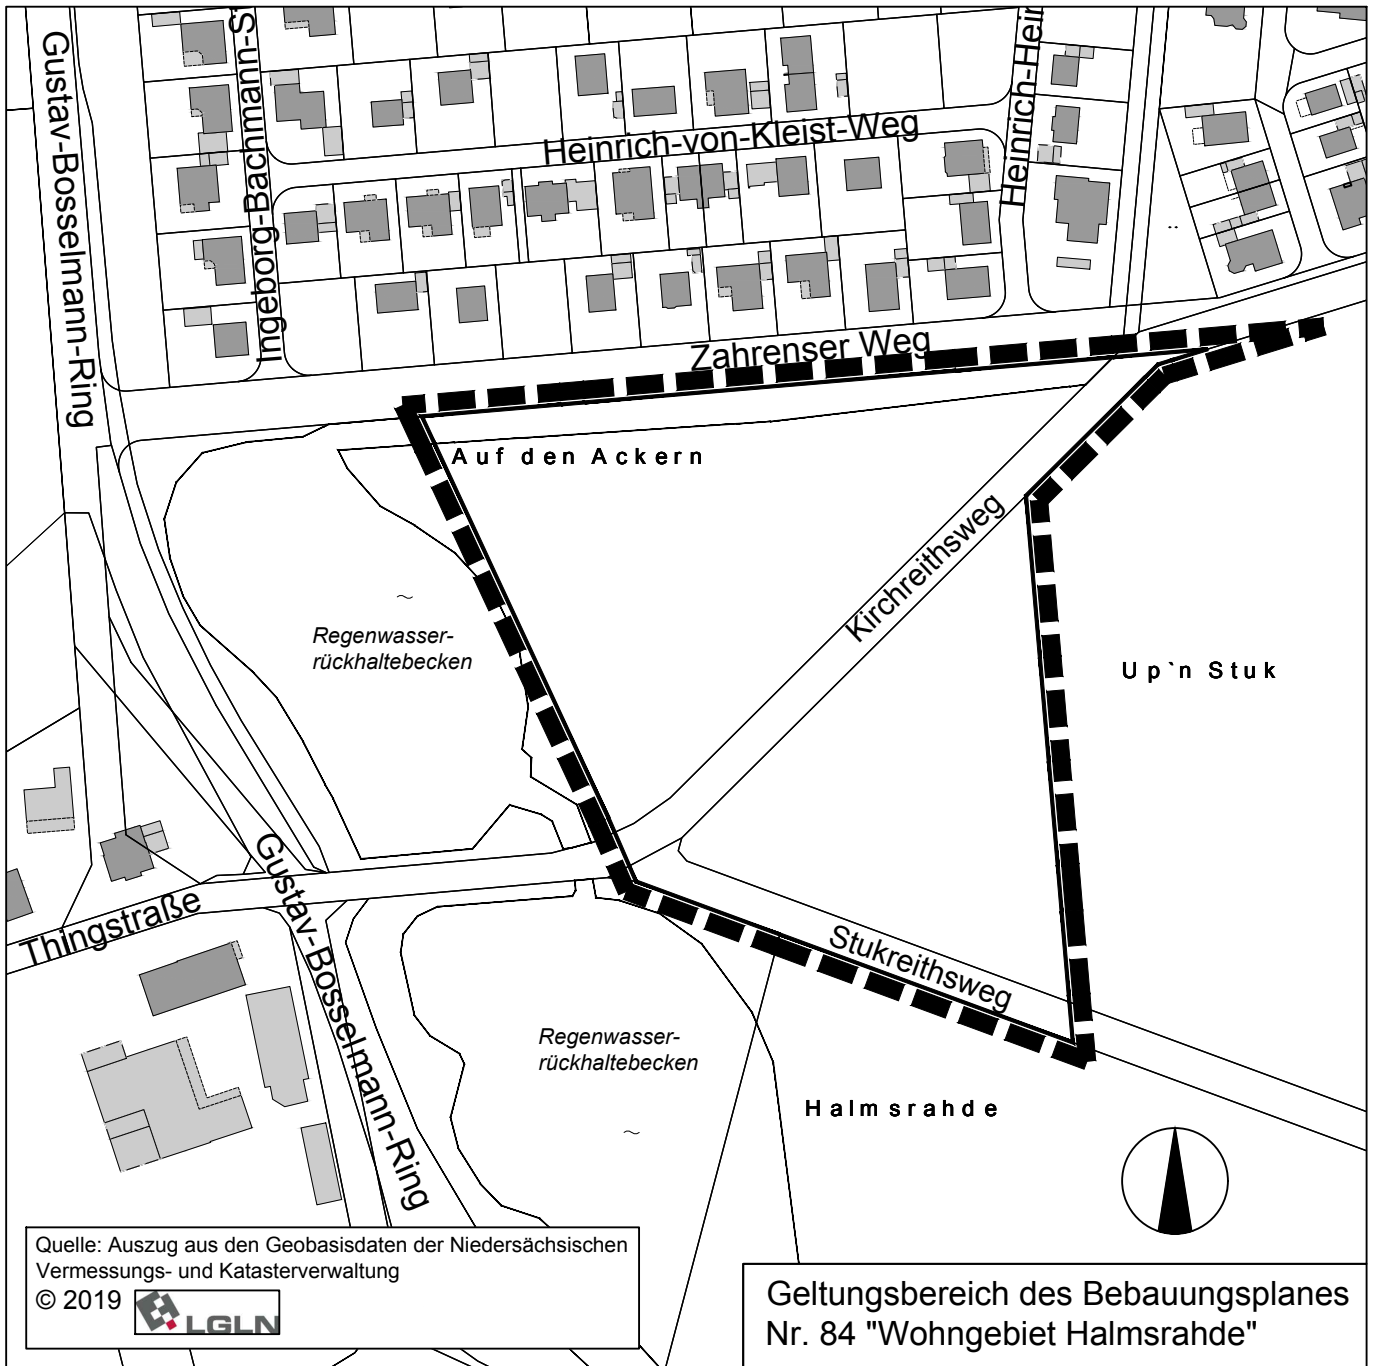 Gustav-Bosselmann-Ring
Ingeborg-Bachmann-St
Heinrich-von-Kleist-Weg
Heinrich-Hein
Zahrenser Weg
Auf den Ackern
Kirchreithsweg
Regenwasser-
rückhaltebecken
Up`n Stuk
Gustav-Bosselmann-Ring
Thingstraße
Stukreithsweg
Regenwasser-
rückhaltebecken
Halmsrahde
Quelle: Auszug aus den Geobasisdaten der Niedersächsischen
Vermessungs- und Katasterverwaltung
© 2019
LGLN
Geltungsbereich des Bebauungsplanes
Nr. 84 "Wohngebiet Halmsrahde"